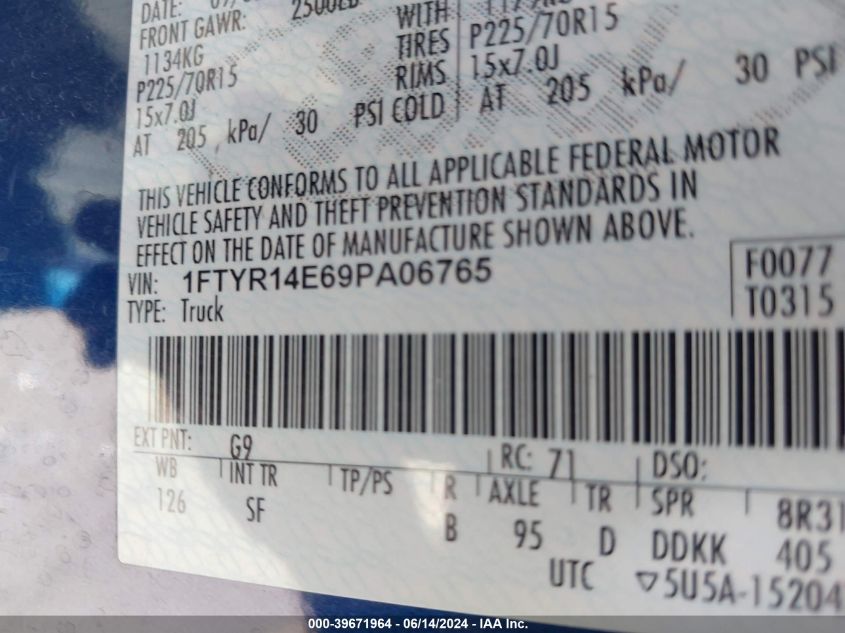 DATE:
FRONT GAWR: 2500LB
1134KG WITH
P225/70R15 TIRES P225/70R15
15x7.0J RIMS 15x7.0J
AT 205 kPa/ 30 PSI COLD AT 205 kPa/ 30 PSI
THIS VEHICLE CONFORMS TO ALL APPLICABLE FEDERAL MOTOR
VEHICLE SAFETY AND THEFT PREVENTION STANDARDS IN
EFFECT ON THE DATE OF MANUFACTURE SHOWN ABOVE.
VIN: 1FTYR14E69PA06765
F0077
TYPE: Truck
T0315
EXT PNT: G9 RC: 71 DSO:
WB INT TR TP/PS R AXLE TR SPR
126 SF B 95 D DDKK 8R31
405
UTC ▽5U5A-15204
000-39671964 - 06/14/2024 - IAA Inc.